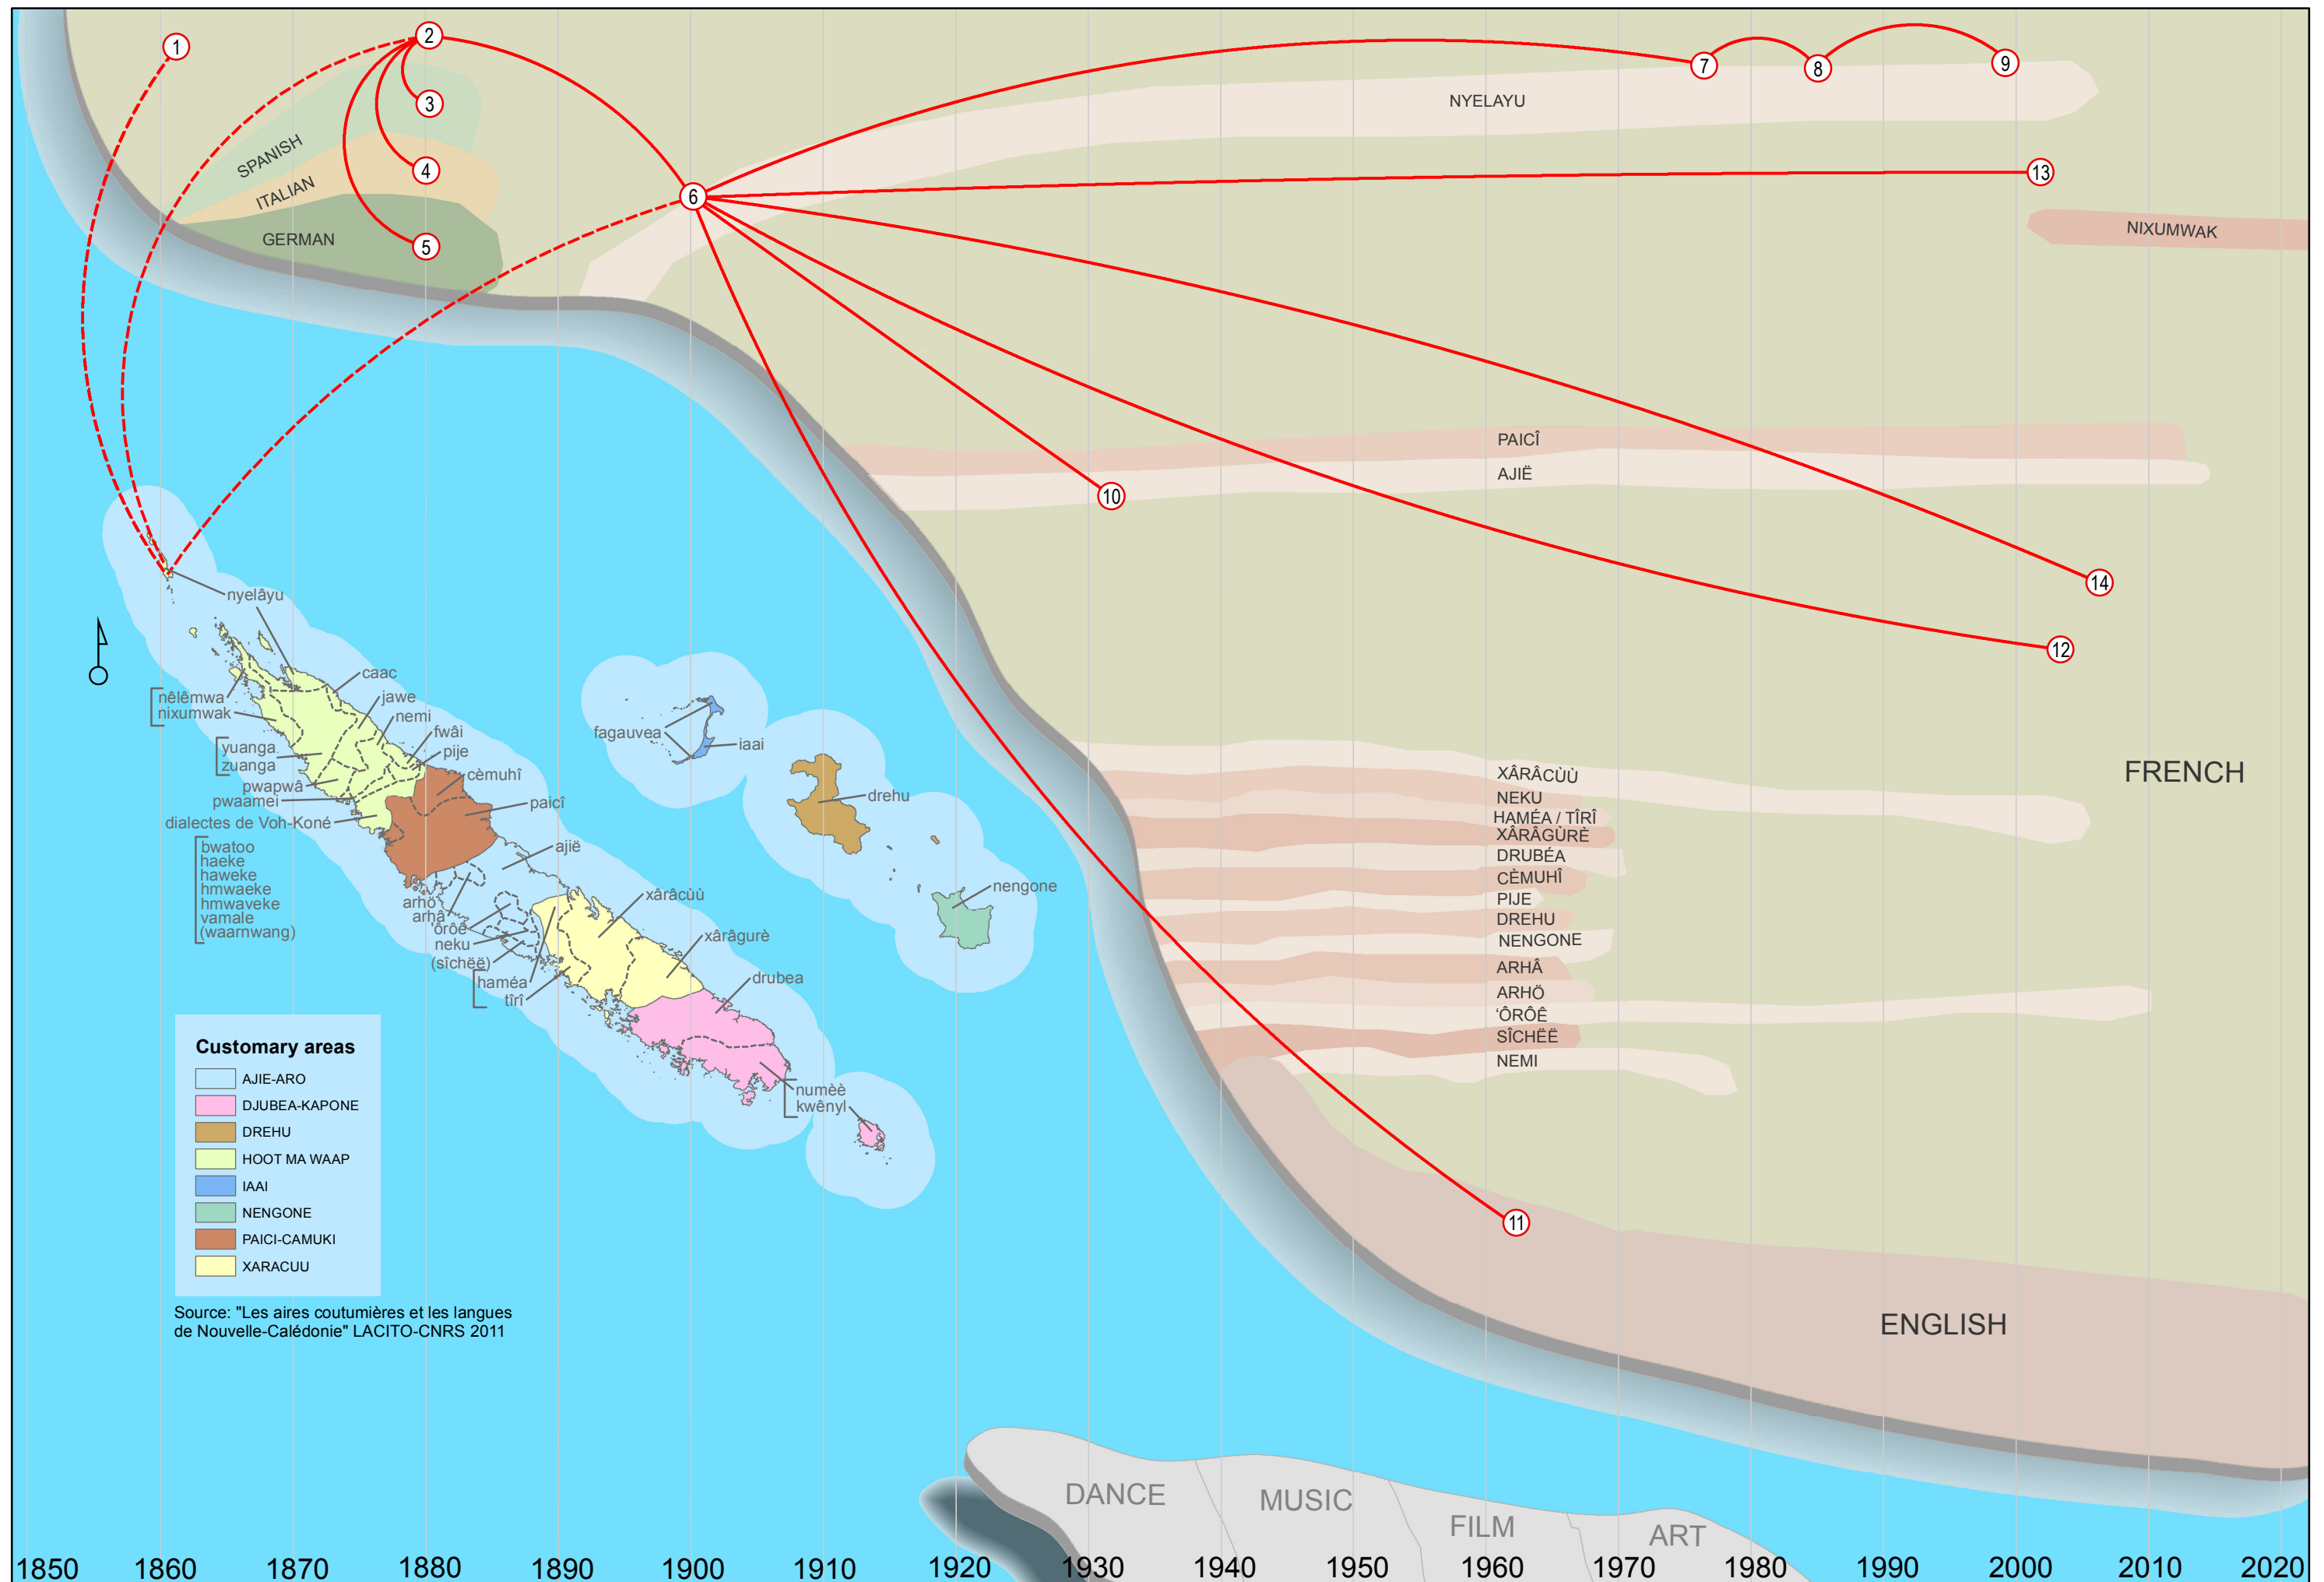 1
2
3
4
5
6
7
8
9
13
10
14
12
11
SPANISH
ITALIAN
GERMAN
NYELAYU
NIXUMWAK
PAICÎ
AJIË
XÂRÂCÙÙ
NEKU
HAMÉA / TÎRÎ
XÂRÂGÙRÈ
DRUBÉA
CÈMUHÎ
PIJE
DREHU
NENGONE
ARHÂ
ARHÖ
'ÔRÔÊ
SÎCHËË
NEMI
FRENCH
ENGLISH
nyelâyu
caac
jawe
nemi
fwâi
pije
cèmuhî
paicî
ajië
nêlêmwa
nixumwak
yuanga
zuanga
pwapwâ
pwaamei
dialectes de Voh-Koné
bwatoo
haeke
haweke
hmwaeke
hmwaveke
vamale
(waarnwang)
arhö
arhâ
ôrôê
neku
(sîchëë)
haméa
tîrî
xârâcùù
xârâgurè
drubea
numèè
kwênyî
fagauvea
iaai
drehu
nengone
Customary areas
AJIE-ARO
DJUBEA-KAPONE
DREHU
HOOT MA WAAP
IAAI
NENGONE
PAICI-CAMUKI
XARACUU
Source: "Les aires coutumières et les langues
de Nouvelle-Calédonie" LACITO-CNRS 2011
DANCE
MUSIC
FILM
ART
1850 1860 1870 1880 1890 1900 1910 1920 1930 1940 1950 1960 1970 1980 1990 2000 2010 2020